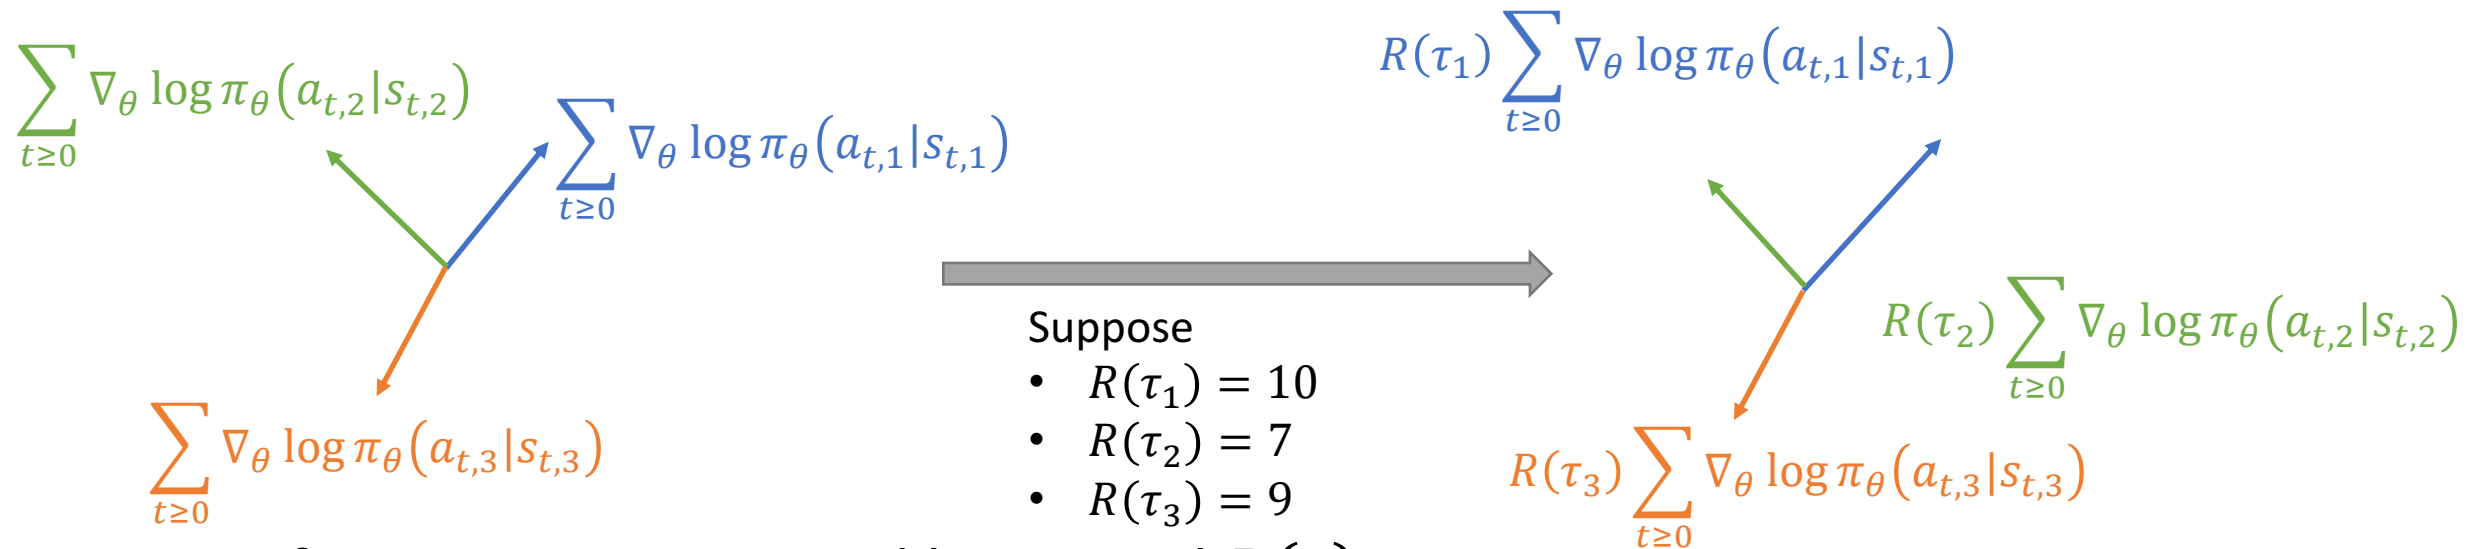 ∑_{t≥0} ∇_θ log π_θ(a_{t,2}|s_{t,2})
∑_{t≥0} ∇_θ log π_θ(a_{t,1}|s_{t,1})
∑_{t≥0} ∇_θ log π_θ(a_{t,3}|s_{t,3})
Suppose
• R(τ_1) = 10
• R(τ_2) = 7
• R(τ_3) = 9
R(τ_1) ∑_{t≥0} ∇_θ log π_θ(a_{t,1}|s_{t,1})
R(τ_2) ∑_{t≥0} ∇_θ log π_θ(a_{t,2}|s_{t,2})
R(τ_3) ∑_{t≥0} ∇_θ log π_θ(a_{t,3}|s_{t,3})